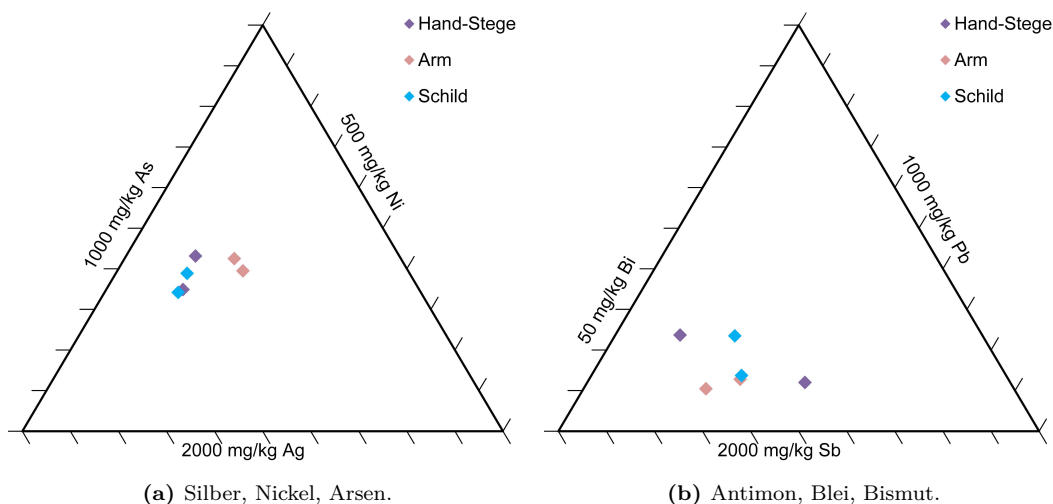 Hand-Stege
Arm
Schild
1000 mg/kg As
500 mg/kg Ni
2000 mg/kg Ag
(a) Silber, Nickel, Arsen.
Hand-Stege
Arm
Schild
50 mg/kg Bi
1000 mg/kg Pb
2000 mg/kg Sb
(b) Antimon, Blei, Bismut.